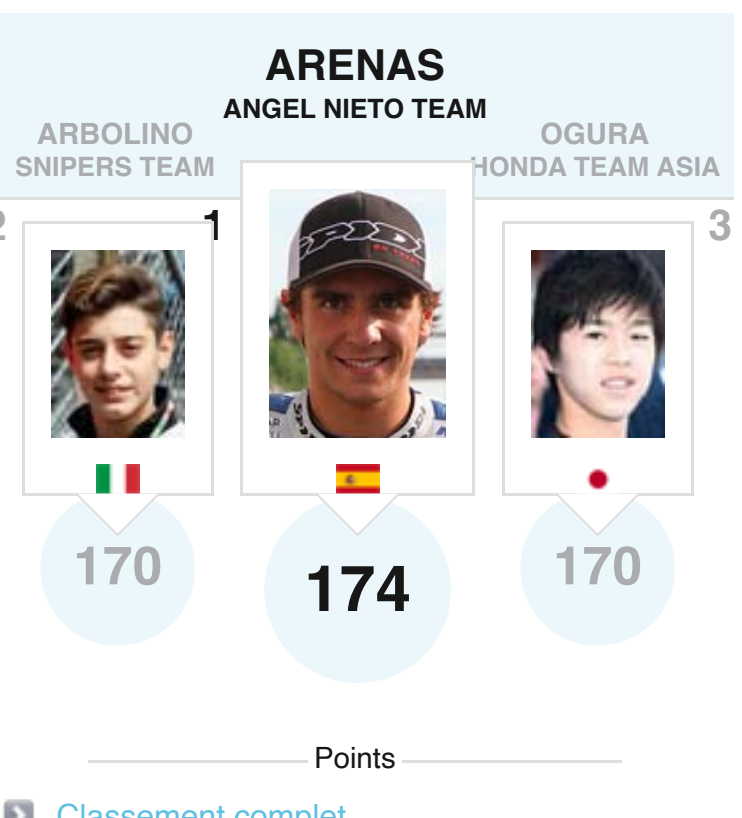 ARENAS
ANGEL NIETO TEAM
ARBOLINO
SNIPERS TEAM
OGURA
HONDA TEAM ASIA
2
1
3
170
174
170
Points
Classement complet